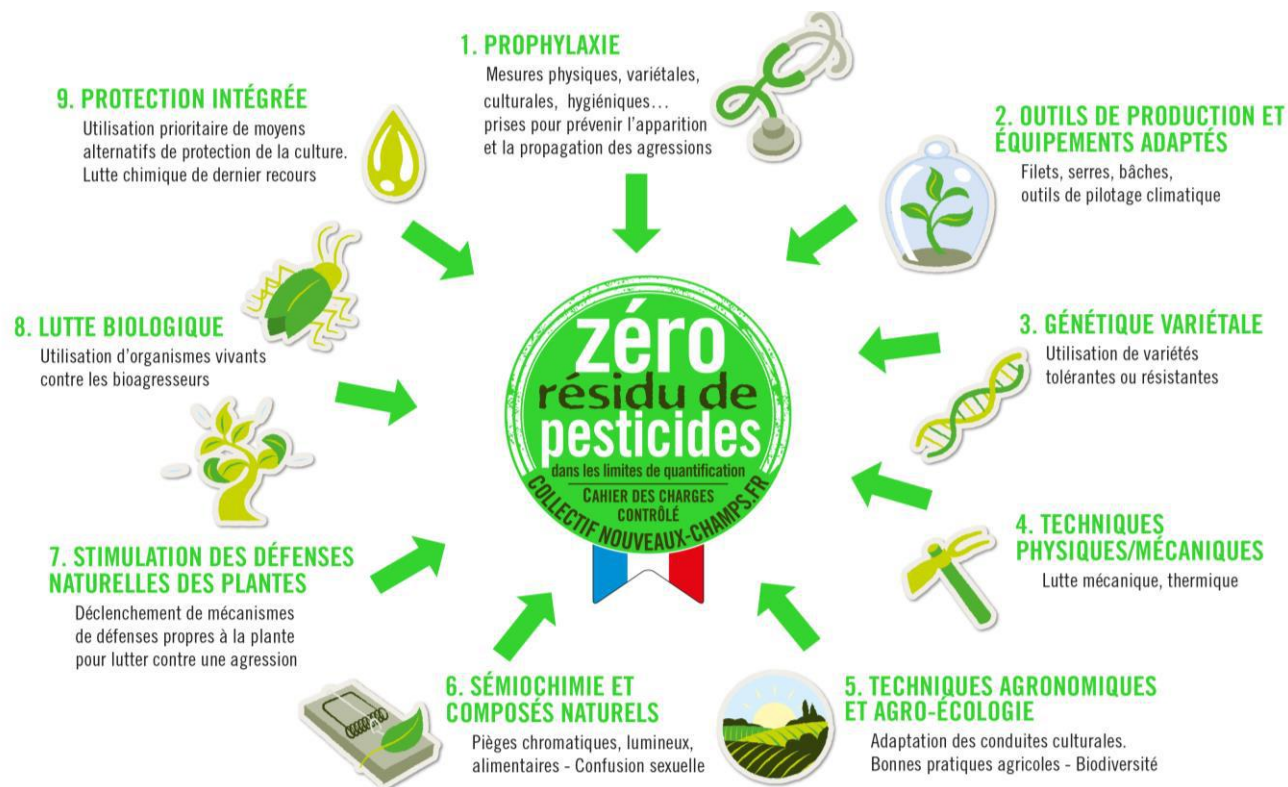 1. PROPHYLAXIE
Mesures physiques, variétales,
culturales, hygiéniques...
prises pour prévenir l'apparition
et la propagation des agressions
2. OUTILS DE PRODUCTION ET
ÉQUIPEMENTS ADAPTÉS
Filets, serres, bâches,
outils de pilotage climatique
3. GÉNÉTIQUE VARIÉTALE
Utilisation de variétés
tolérantes ou résistantes
4. TECHNIQUES
PHYSIQUES/MÉCANIQUES
Lutte mécanique, thermique
5. TECHNIQUES AGRONOMIQUES
ET AGRO-ÉCOLOGIE
Adaptation des conduites culturales.
Bonnes pratiques agricoles - Biodiversité
6. SÉMIOCHIMIE ET
COMPOSÉS NATURELS
Pièges chromatiques, lumineux,
alimentaires - Confusion sexuelle
7. STIMULATION DES DÉFENSES
NATURELLES DES PLANTES
Déclenchement de mécanismes
de défenses propres à la plante
pour lutter contre une agression
8. LUTTE BIOLOGIQUE
Utilisation d'organismes vivants
contre les bioagresseurs
9. PROTECTION INTÉGRÉE
Utilisation prioritaire de moyens
alternatifs de protection de la culture.
Lutte chimique de dernier recours
zéro
résidu de
pesticides
dans les limites de quantification
CAHIER DES CHARGES
CONTRÔLÉ
COLLECTIF NOUVEAUX-CHAMPS.FR